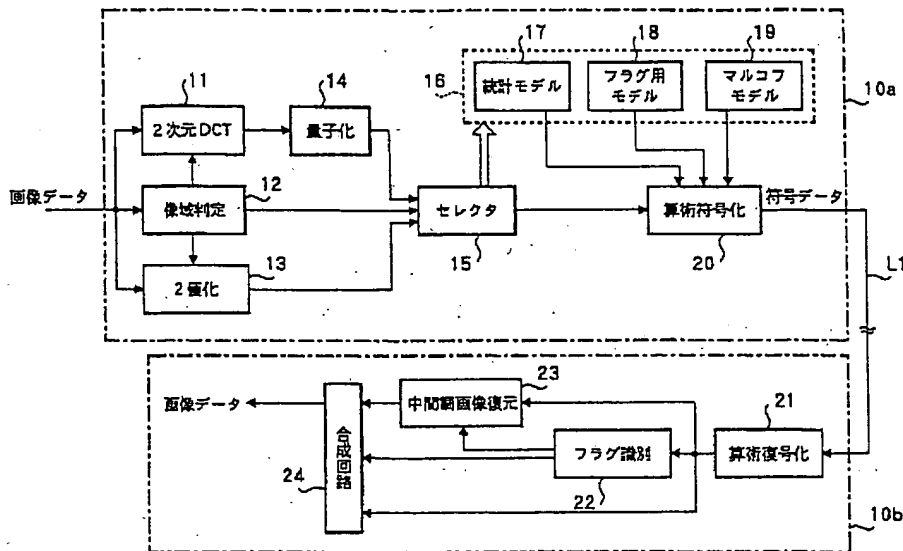 17
18
19
16
統計モデル
フラグ用
モデル
マルコフ
モデル
10a
11
14
2次元DCT
量子化
画像データ
12
像域判定
セレクタ
15
算術符号化
20
符号データ
13
2値化
L1
画像データ
23
中間調画像復元
合成回路
24
フラグ識別
22
21
算術復号化
10b